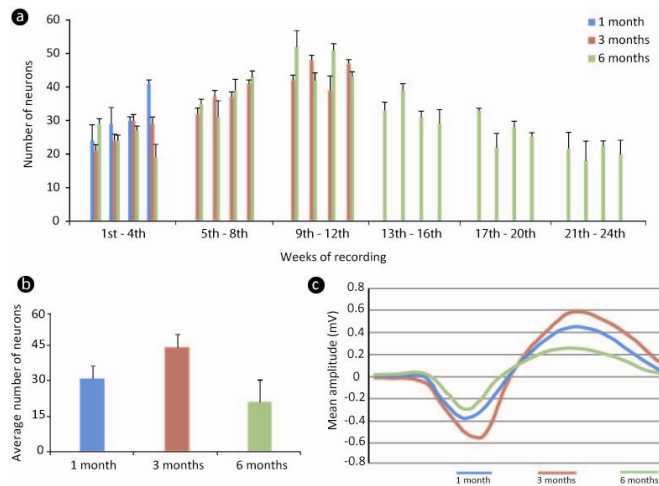 a
60
50
40
30
20
10
0
Number of neurons
1 month
3 months
6 months
1st - 4th
5th - 8th
9th - 12th
13th - 16th
17th - 20th
21th - 24th
Weeks of recording
b
60
45
30
15
Average number of neurons
1 month
3 months
6 months
c
0.8
0.6
0.4
0.2
0
-0.2
-0.4
-0.6
-0.8
Mean amplitude (mV)
1 month
3 months
6 months